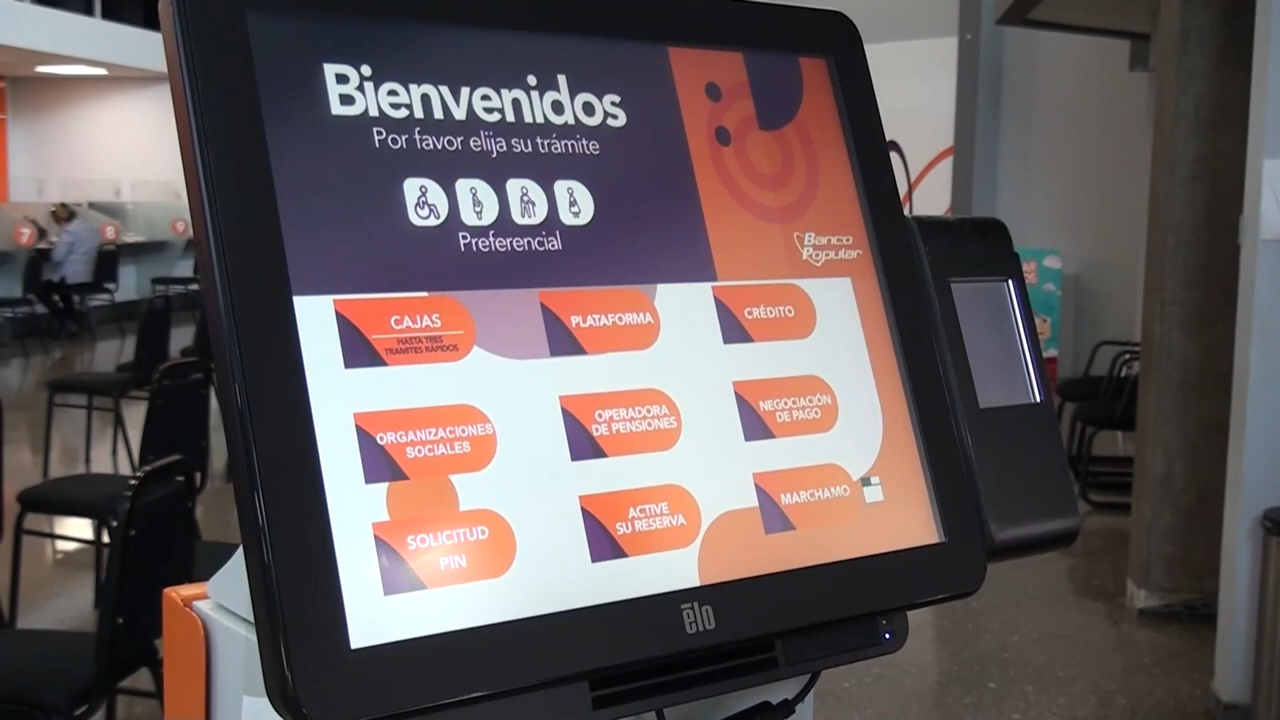 Bienvenidos
Por favor elija su trámite
Preferencial
Banco
Popular
CAJAS
HASTA TRES
TRAMITES RÁPIDOS
PLATAFORMA
CRÉDITO
ORGANIZACIONES
SOCIALES
OPERADORA
DE PENSIONES
NEGOCIACIÓN
DE PAGO
SOLICITUD
PIN
ACTIVE
SU RESERVA
MARCHAMO
elo
7
8
9